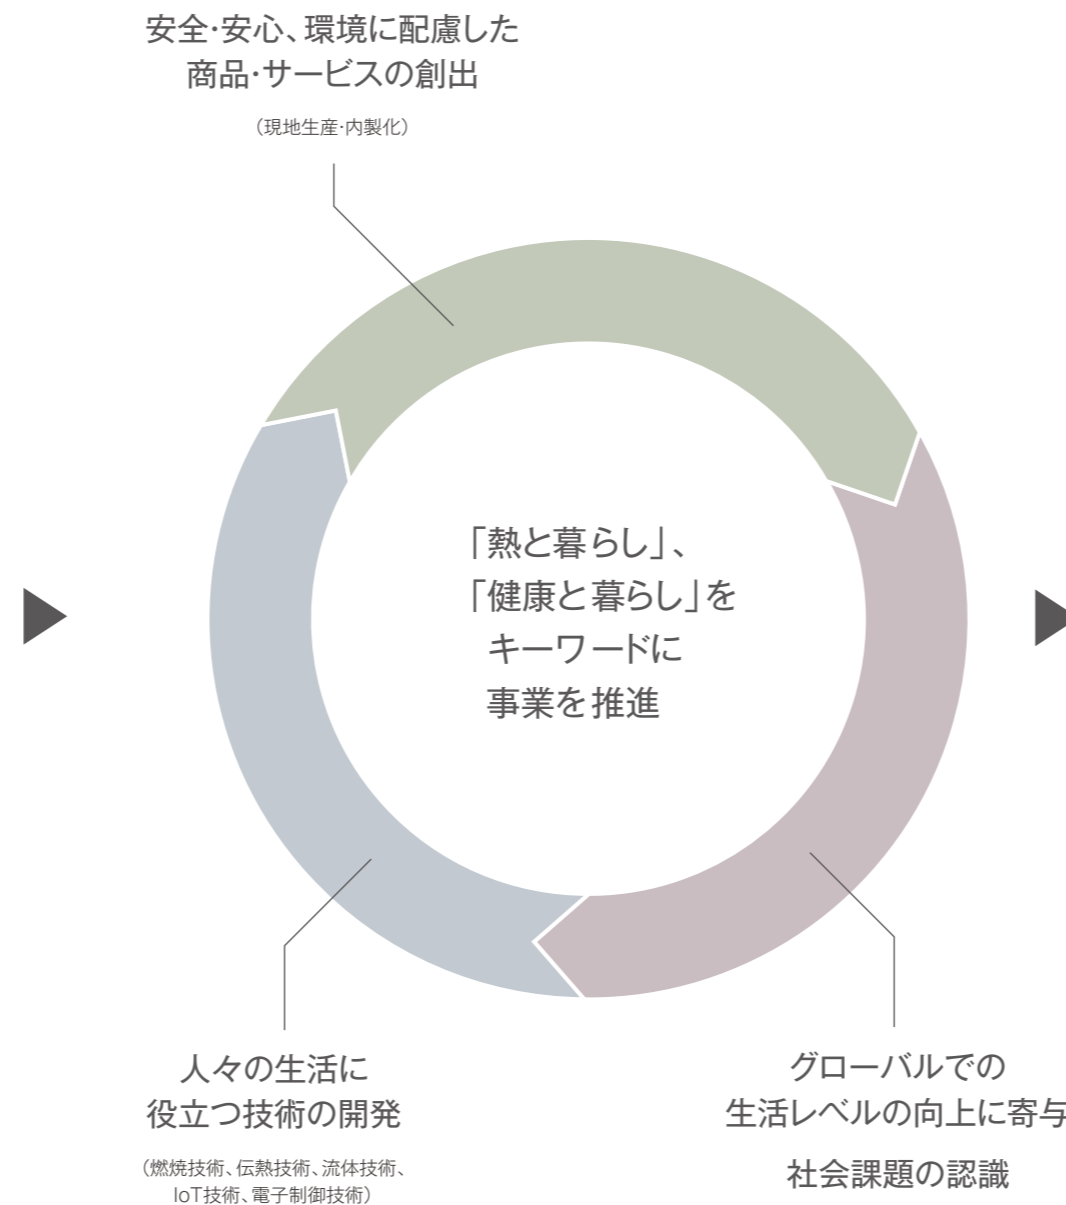 安全・安心、環境に配慮した
商品・サービスの創出
（現地生産・内製化）
「熱と暮らし」、
「健康と暮らし」を
キーワードに
事業を推進
人々の生活に
役立つ技術の開発
（燃焼技術、伝熱技術、流体技術、
IoT技術、電子制御技術）
グローバルでの
生活レベルの向上に寄与
社会課題の認識